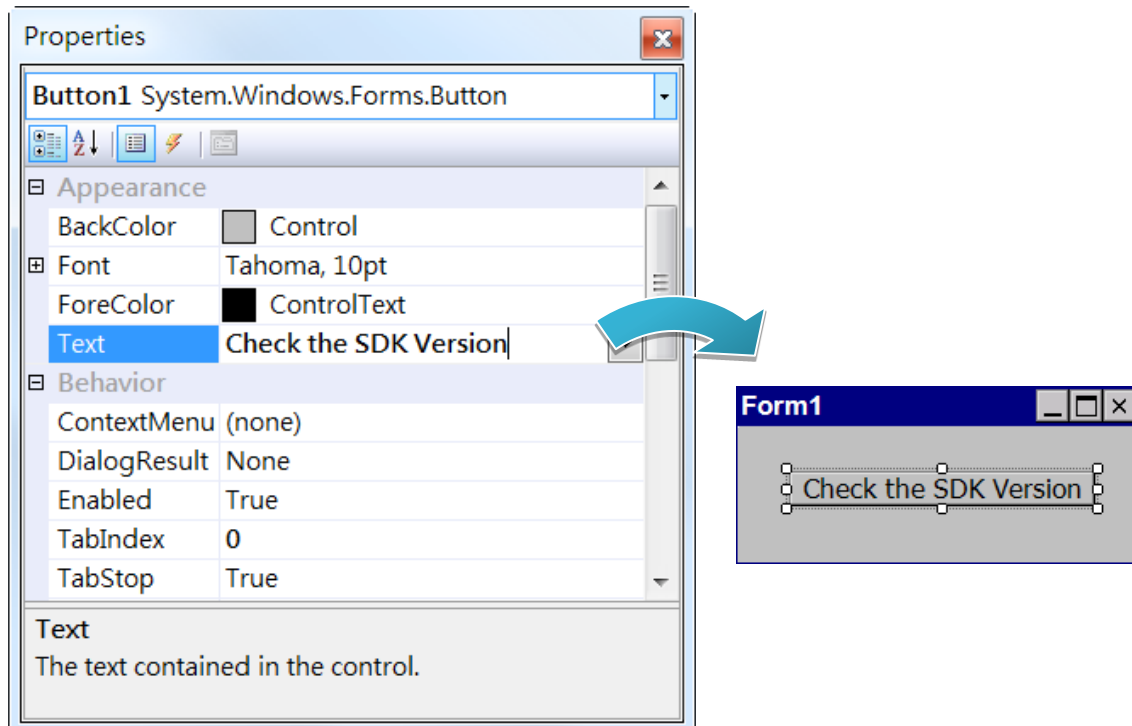 Properties
Button1 System.Windows.Forms.Button
A
Z
Appearance
BackColor Control
Font Tahoma, 10pt
ForeColor ControlText
Text Check the SDK Version
Behavior
ContextMenu (none)
DialogResult None
Enabled True
TabIndex 0
TabStop True
Text
The text contained in the control.
Form1
Check the SDK Version